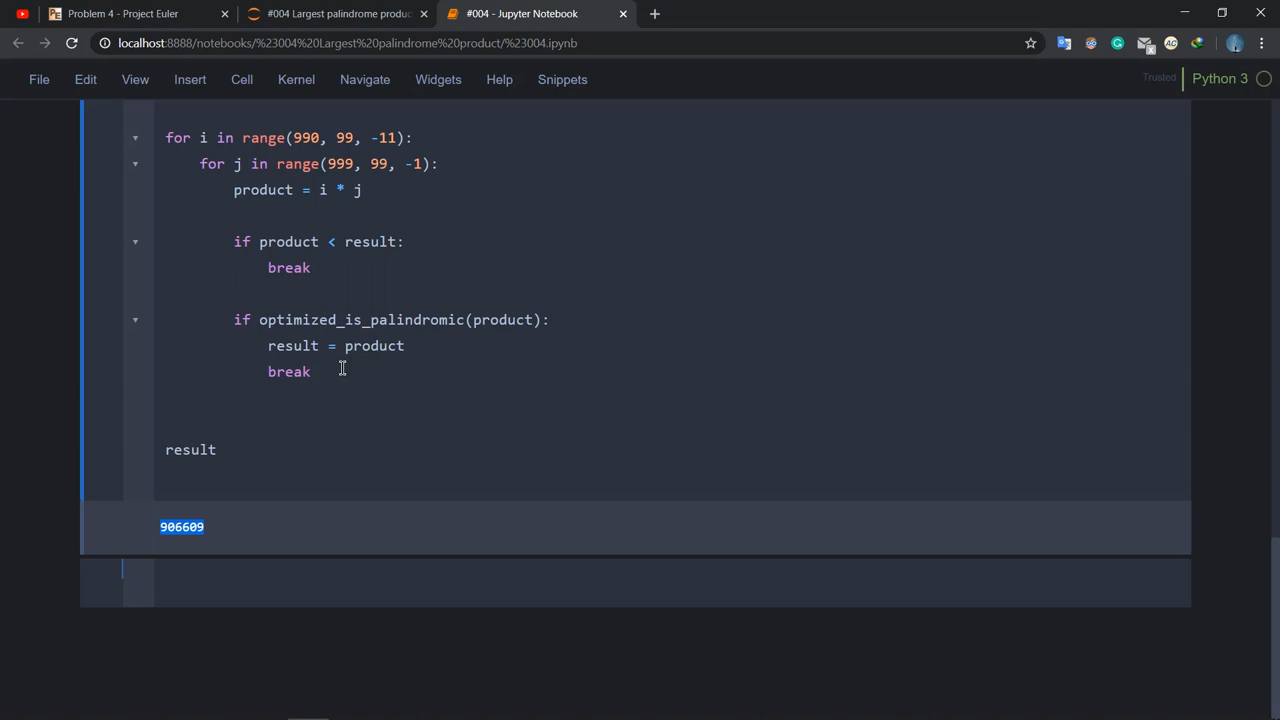 Problem 4 - Project Euler
#004 Largest palindrome produc
#004 - Jupyter Notebook
localhost:8888/notebooks/%23004%20Largest%20palindrome%20product/%23004.ipynb
File Edit View Insert Cell Kernel Navigate Widgets Help Snippets Trusted Python 3
for i in range(990, 99, -11):
    for j in range(999, 99, -1):
        product = i * j
        if product < result:
            break
        if optimized_is_palindromic(product):
            result = product
            break
result
906609